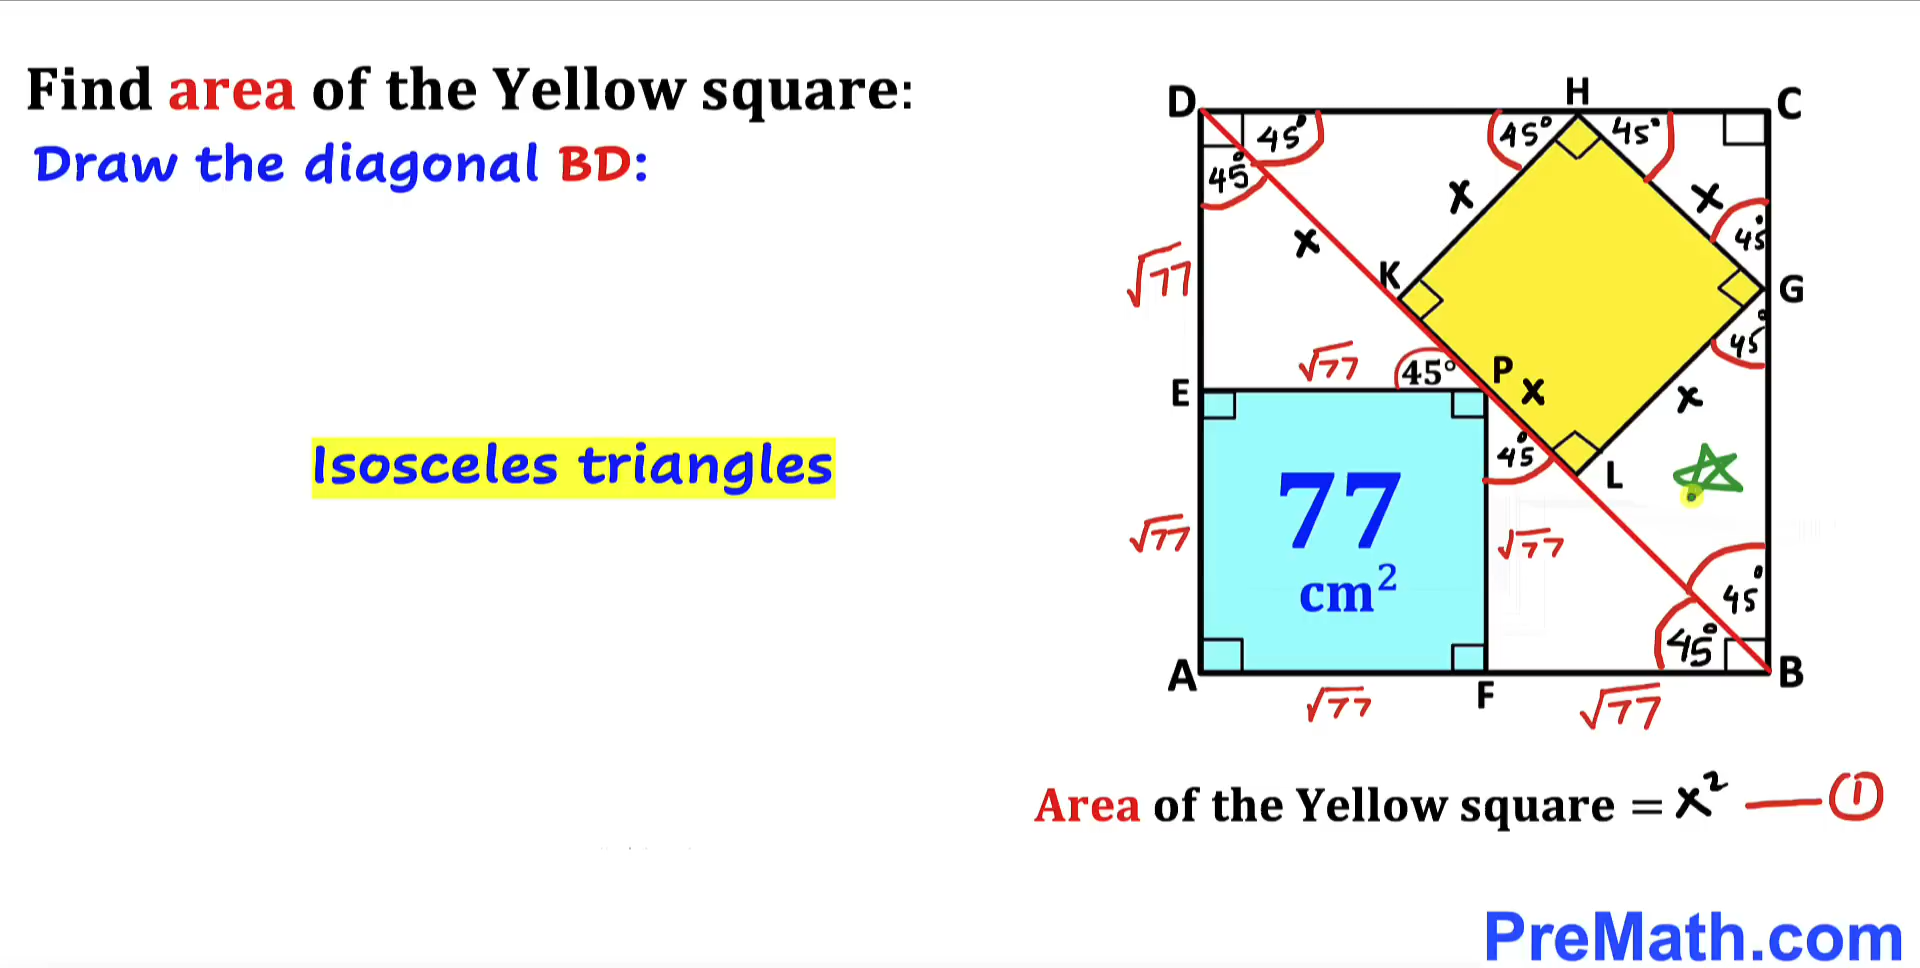 Find area of the Yellow square:
Draw the diagonal BD:
Isosceles triangles
D
H
C
45°
45°
45°
45°
x
x
45°
x
√77
K
G
45°
√77
45°
P
x
x
E
45°
L
77
cm²
√77
√77
45°
45°
A
F
B
√77
√77
Area of the Yellow square = x² — ①
PreMath.com